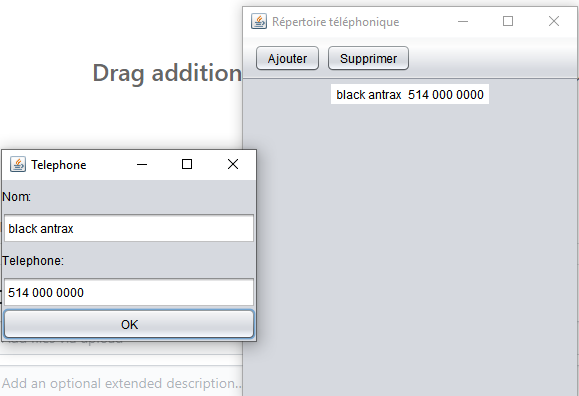 Répertoire téléphonique
Ajouter Supprimer
Drag addition
black antrax 514 000 0000
Telephone
Nom:
black antrax
Telephone:
514 000 0000
OK
Add an optional extended description..